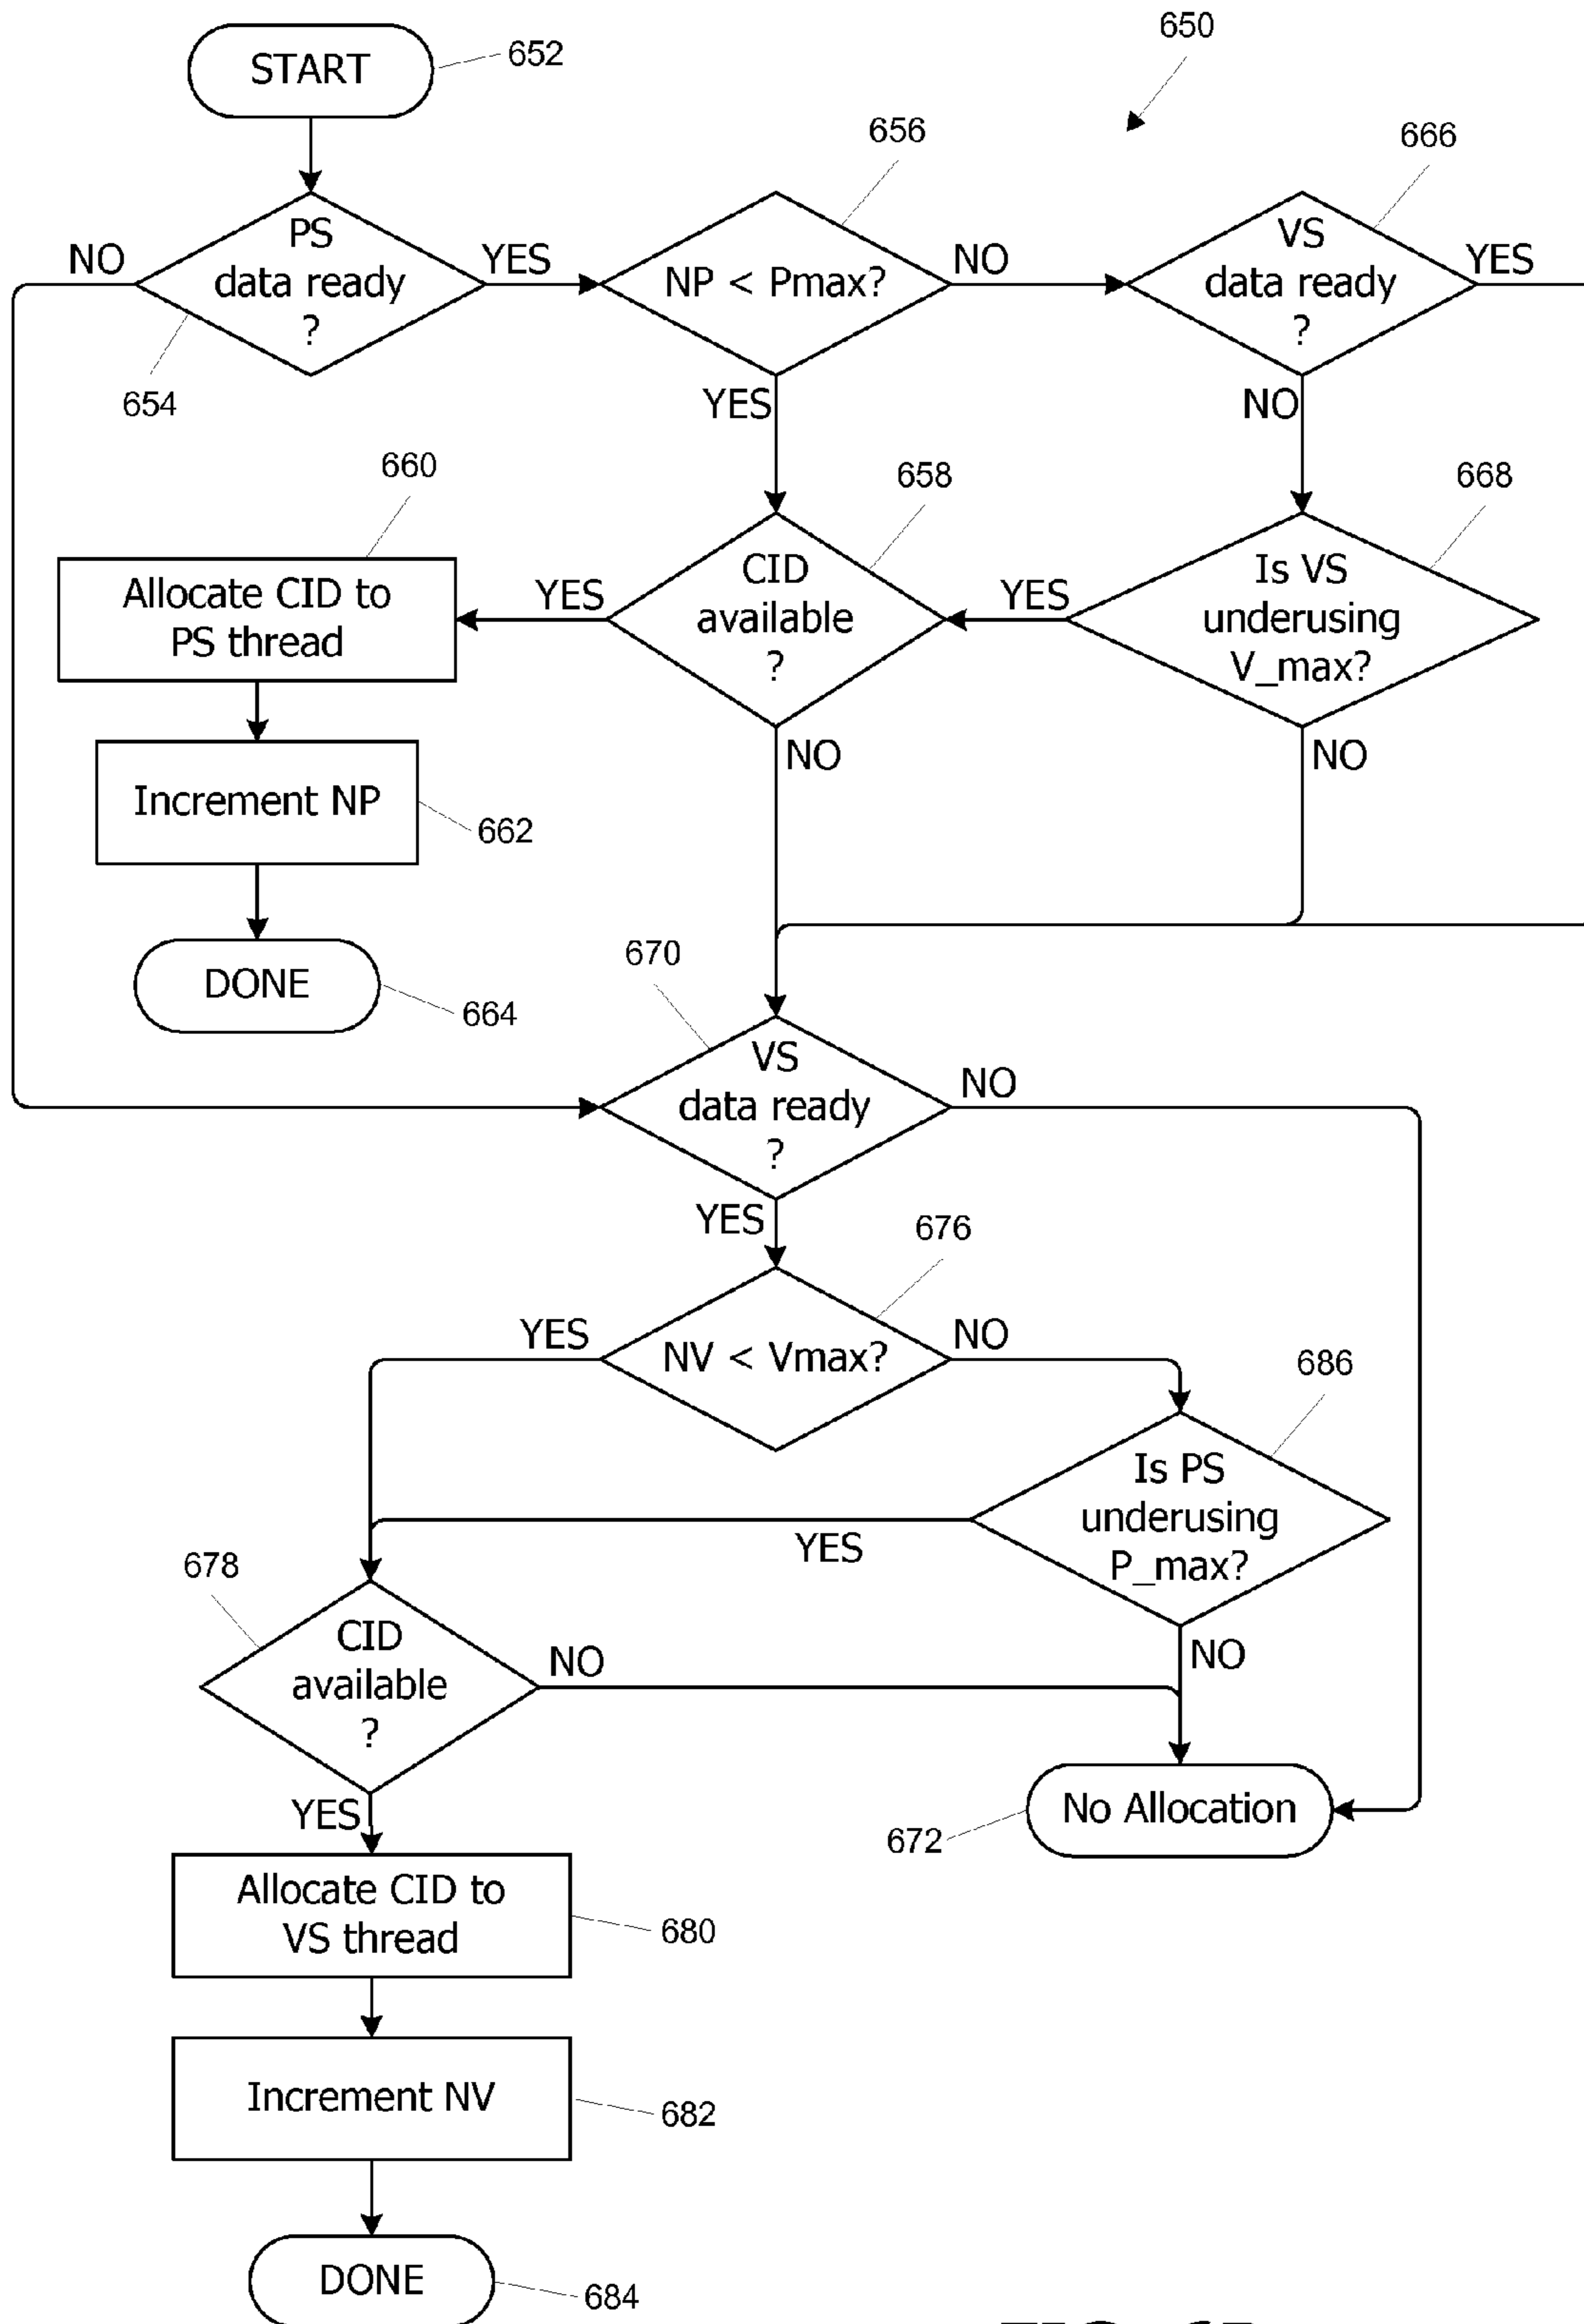 START
652
650
656
666
PS
data ready
?
NO
YES
654
NP < Pmax?
NO
YES
VS
data ready
?
YES
NO
660
658
668
Allocate CID to
PS thread
YES
CID
available
?
NO
YES
Is VS
underusing
V_max?
NO
Increment NP
662
DONE
664
670
VS
data ready
?
NO
YES
676
YES
NV < Vmax?
NO
686
Is PS
underusing
P_max?
YES
NO
678
CID
available
?
NO
YES
No Allocation
672
Allocate CID to
VS thread
680
Increment NV
682
DONE
684